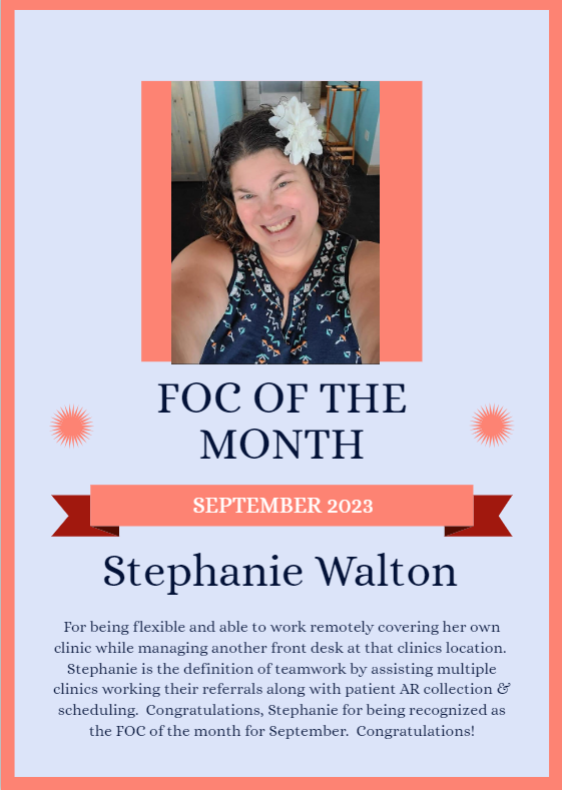 FOC OF THE
MONTH
SEPTEMBER 2023
Stephanie Walton
For being flexible and able to work remotely covering her own
clinic while managing another front desk at that clinics location.
Stephanie is the definition of teamwork by assisting multiple
clinics working their referrals along with patient AR collection &
scheduling.  Congratulations, Stephanie for being recognized as
the FOC of the month for September.  Congratulations!